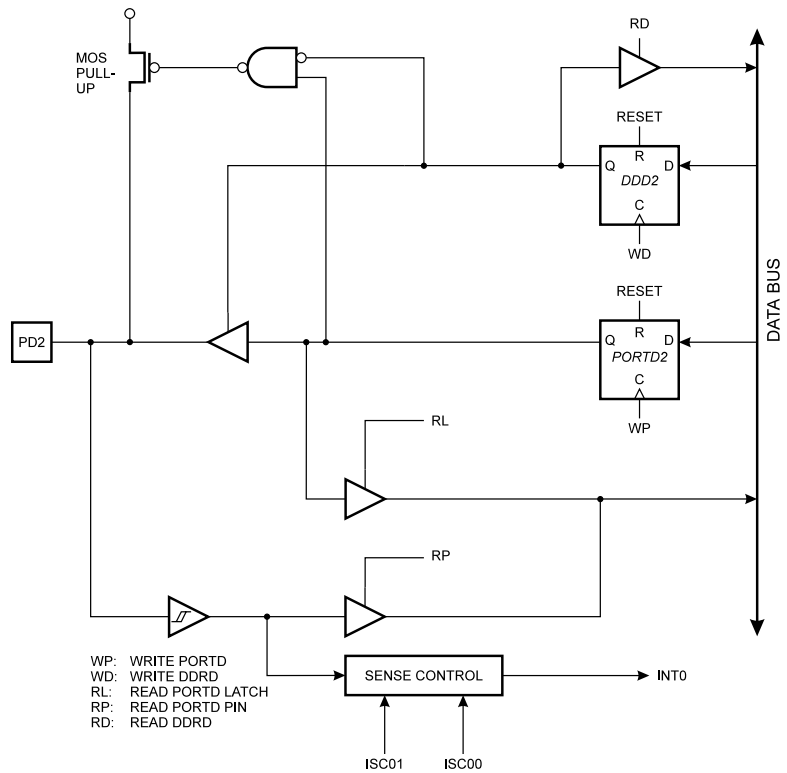 RD
MOS
PULL-
UP
RESET
R
Q
D
DDD2
C
WD
DATA BUS
RESET
R
Q
D
PD2
PORTD2
C
WP
RL
RP
WP: WRITE PORTD
WD: WRITE DDRD
RL: READ PORTD LATCH
RP: READ PORTD PIN
RD: READ DDRD
SENSE CONTROL
INT0
ISC01
ISC00